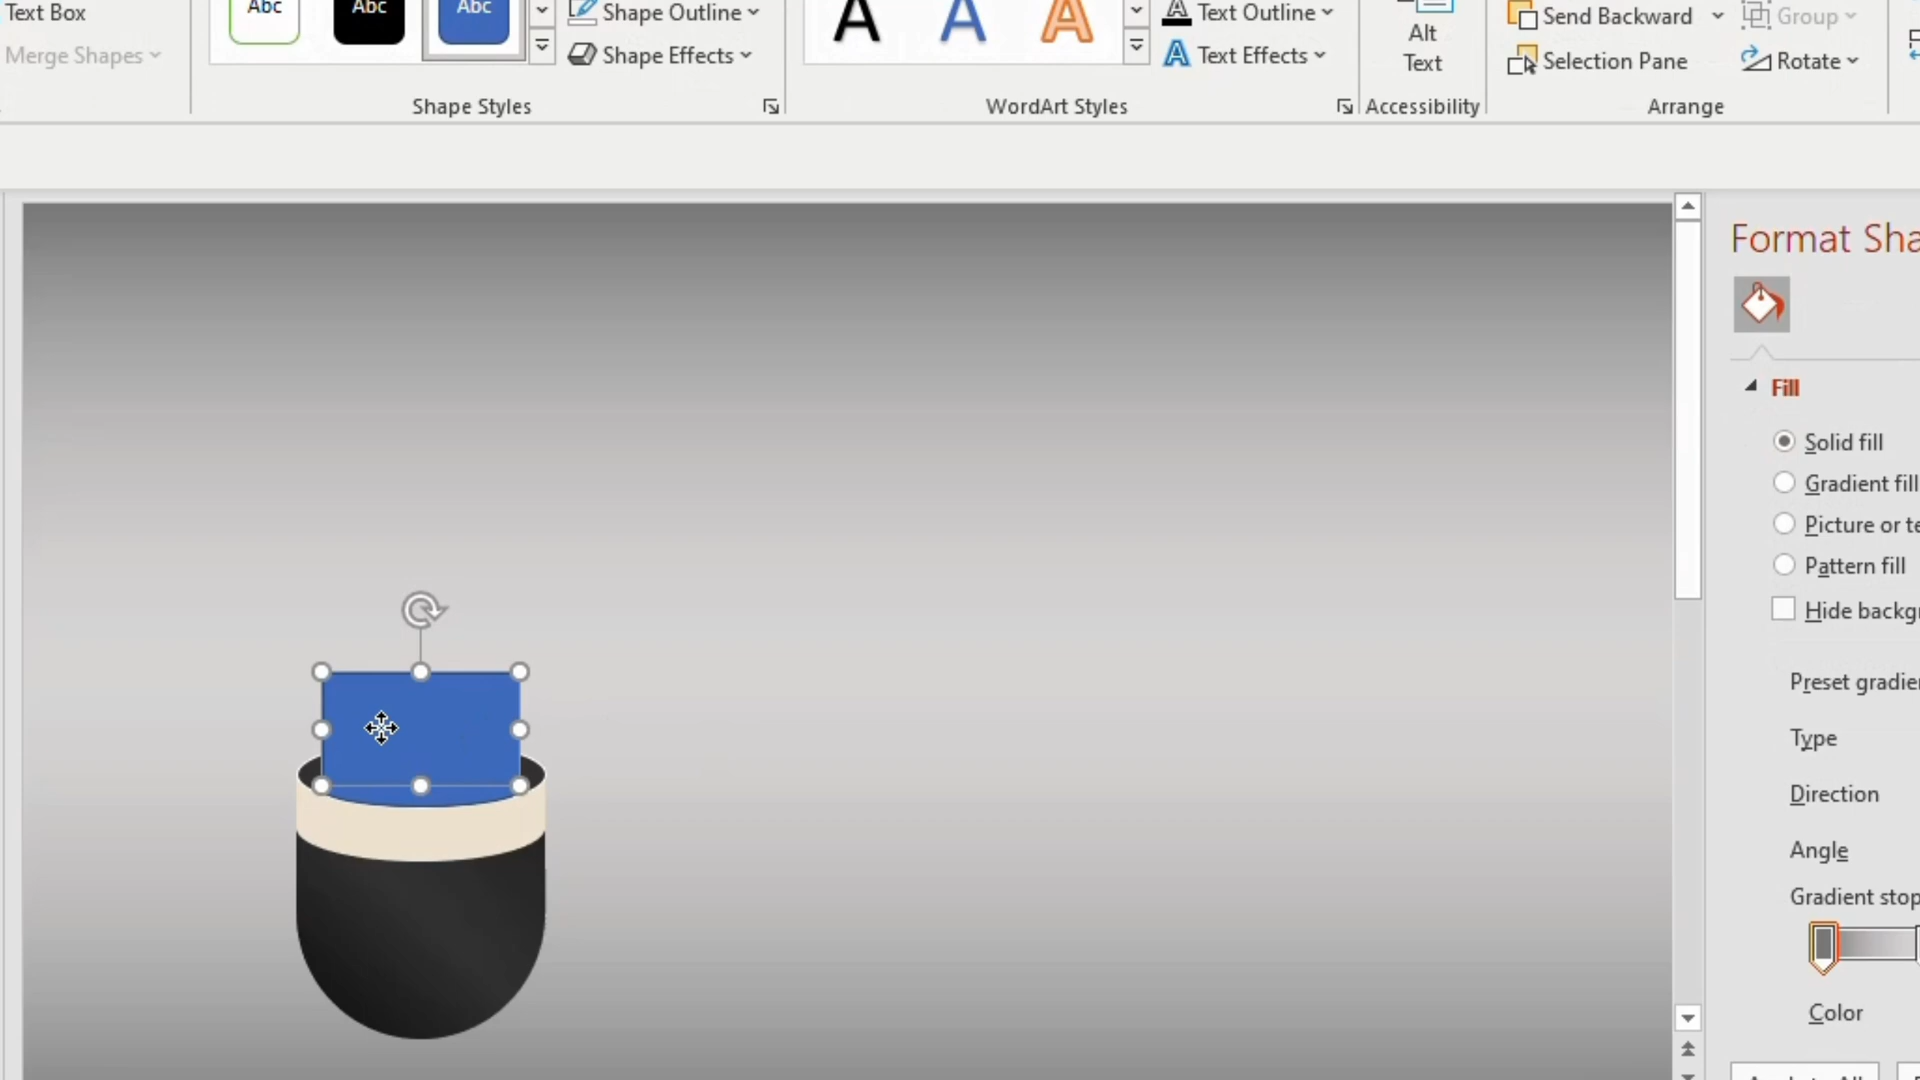 Text Box
Merge Shapes
Abc
Abc
Abc
Shape Outline
Shape Effects
Shape Styles
A
A
A
Text Outline
Text Effects
WordArt Styles
Alt
Text
Accessibility
Send Backward
Selection Pane
Group
Rotate
Arrange
Format Sha
Fill
Solid fill
Gradient fill
Picture or te
Pattern fill
Hide backgr
Preset gradien
Type
Direction
Angle
Gradient stop
Color